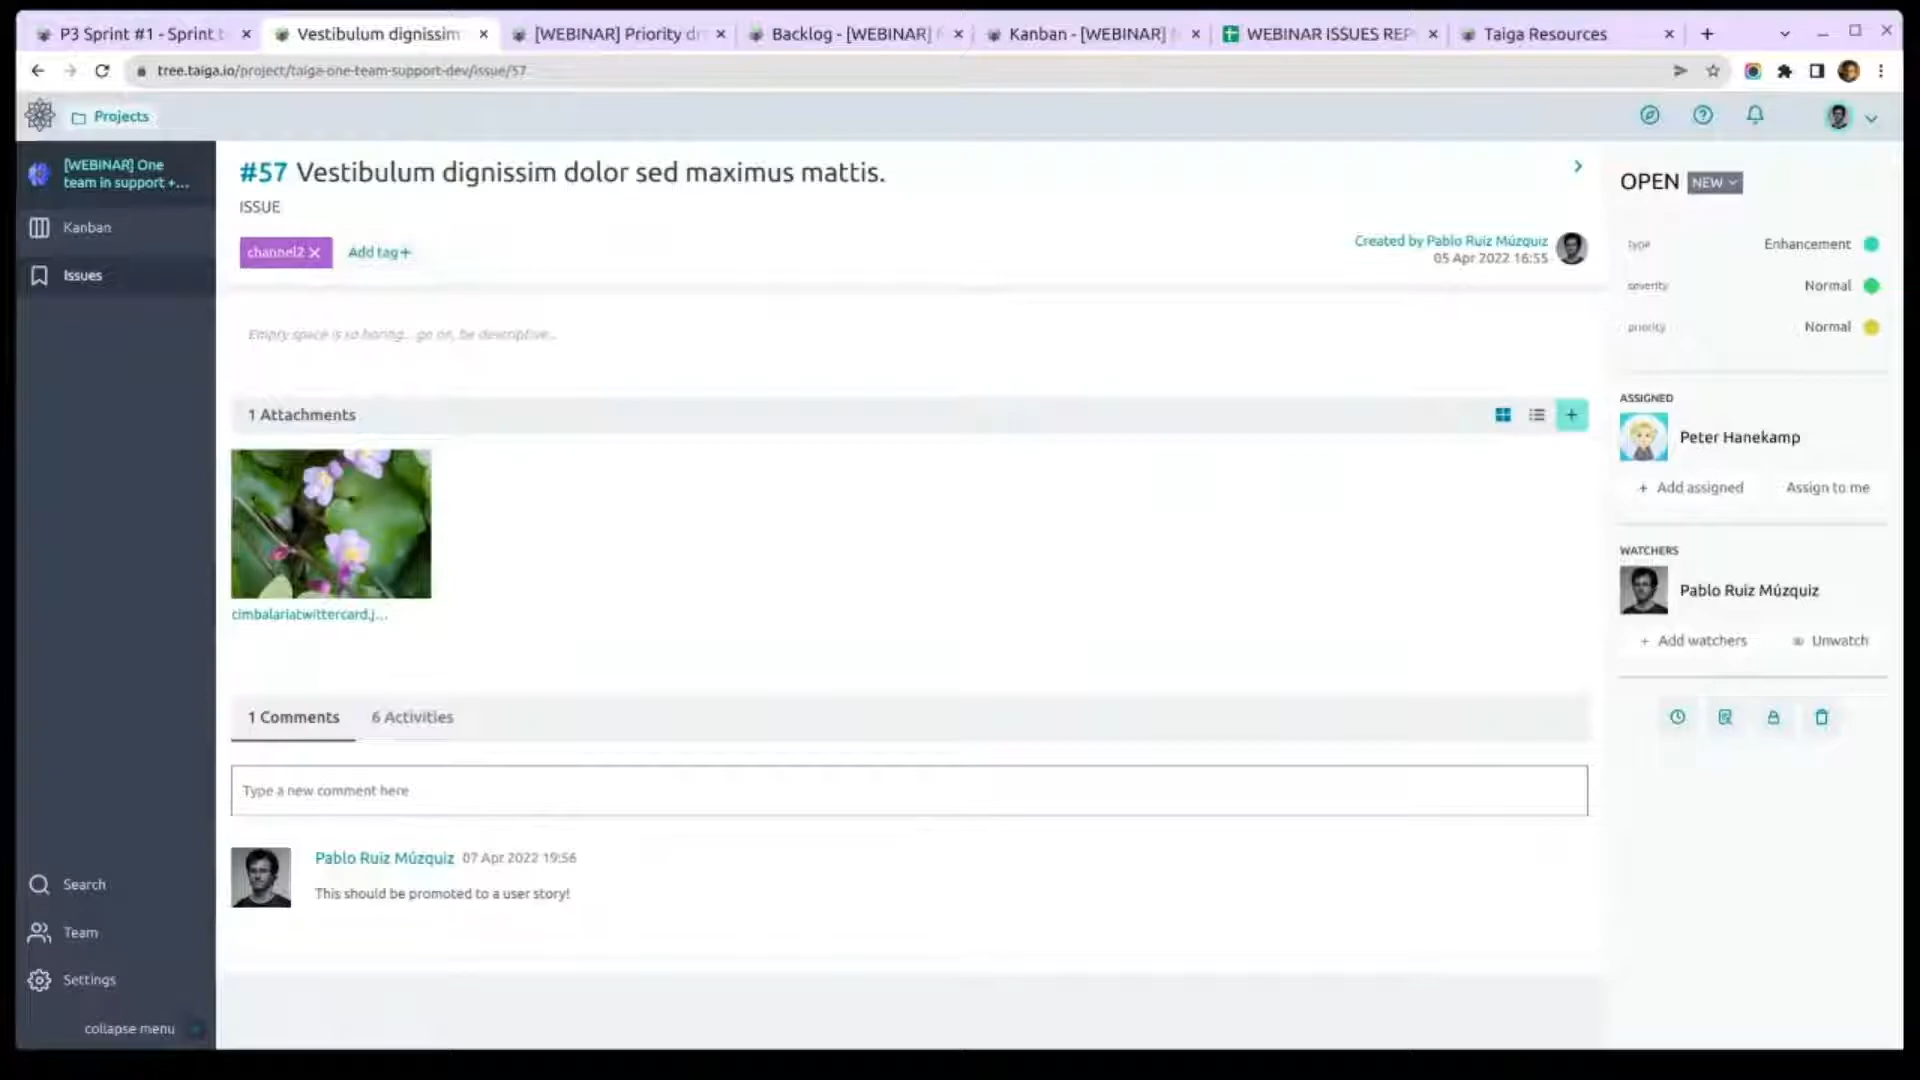 P3 Sprint #1 - Sprint t
Vestibulum dignissim
[WEBINAR] Priority dr
Backlog - [WEBINAR]
Kanban - [WEBINAR]
WEBINAR ISSUES REP
Taiga Resources
tree.taiga.io/project/taiga-one-team-support-dev/issue/57
Projects
[WEBINAR] One
team in support +...
Kanban
Issues
Search
Team
Settings
collapse menu
#57 Vestibulum dignissim dolor sed maximus mattis.
ISSUE
channel2
Add tag+
Created by Pablo Ruiz Múzquiz
05 Apr 2022 16:55
Empty space is so boring... go on, be descriptive...
1 Attachments
cimbalariatwittercard.j...
1 Comments
6 Activities
Type a new comment here
Pablo Ruiz Múzquiz 07 Apr 2022 19:56
This should be promoted to a user story!
OPEN NEW
type Enhancement
severity Normal
priority Normal
ASSIGNED
Peter Hanekamp
+ Add assigned
Assign to me
WATCHERS
Pablo Ruiz Múzquiz
+ Add watchers
Unwatch